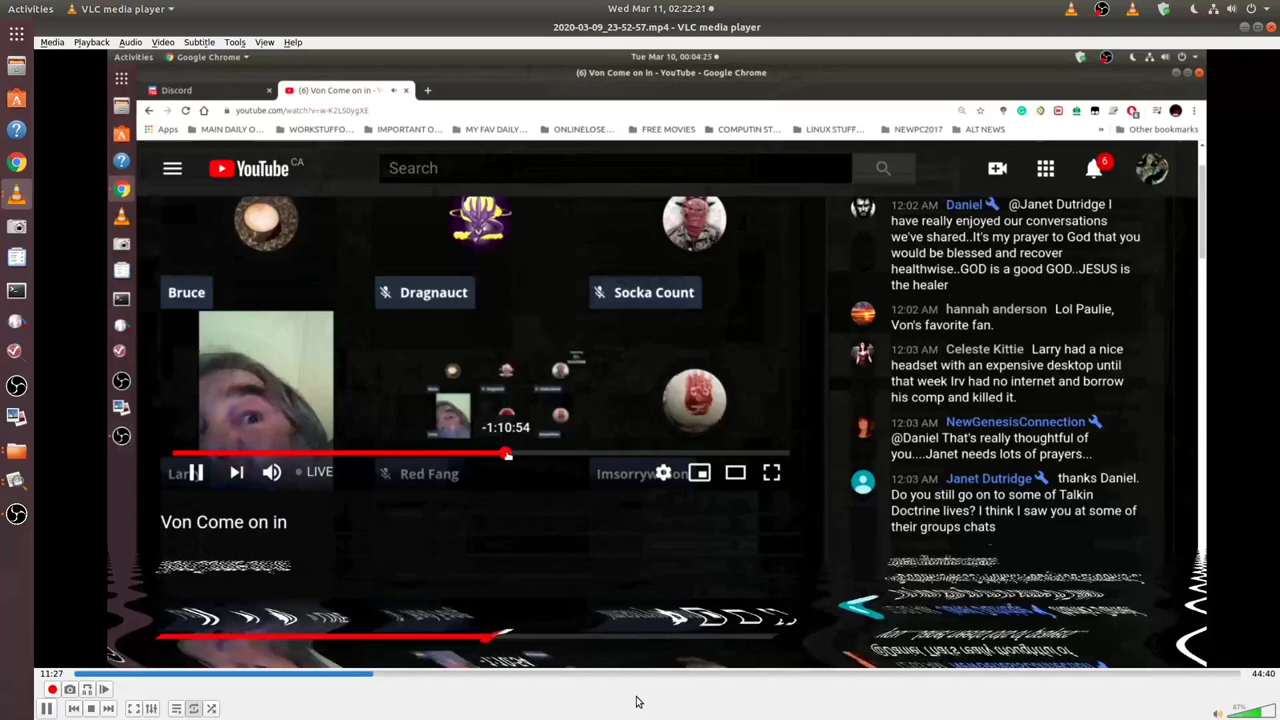 Activities
VLC media player
Wed Mar 11, 02:22:21
2020-03-09_23-52-57.mp4 - VLC media player
Media Playback Audio Video Subtitle Tools View Help
Activities
Google Chrome
Tue Mar 10, 00:04:25
(6) Von Come on In - YouTube - Google Chrome
Discord
(6) Von Come on in -
youtube.com/watch?v=w-K2LS0ygXE
Apps
MAIN DAILY O...
WORKSTUFFO...
IMPORTANT O...
MY FAV DAILY...
ONLINELOSE...
FREE MOVIES
COMPUTIN ST...
LINUX STUFF...
NEWPC2017
ALT NEWS
»
Other bookmarks
YouTube CA
Search
6
Bruce
Dragnauct
Socka Count
-1:10:54
LIVE
Red Fang
Von Come on in
12:02 AM Daniel @Janet Dutridge I
have really enjoyed our conversations
we've shared..It's my prayer to God that you
would be blessed and recover
healthwise..GOD is a good GOD..JESUS is
the healer
12:02 AM hannah anderson Lol Paulie,
Von's favorite fan.
12:03 AM Celeste Kittie Larry had a nice
headset with an expensive desktop until
that week Irv had no internet and borrow
his comp and killed it.
12:03 AM NewGenesisConnection
@Daniel That's really thoughtful of
you....Janet needs lots of prayers...
12:03 AM Janet Dutridge thanks Daniel.
Do you still go on to some of Talkin
Doctrine lives? I think I saw you at some of
their groups chats
11:27
44:40
87%